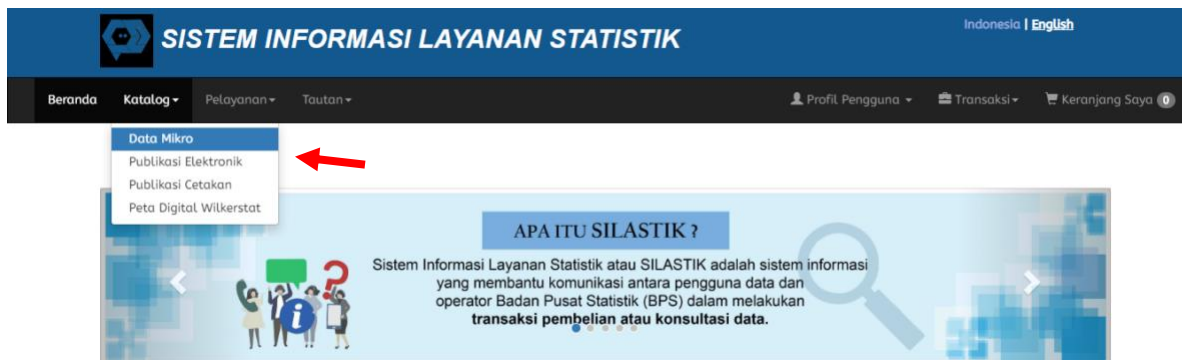 SISTEM INFORMASI LAYANAN STATISTIK
Indonesia | English
Beranda Katalog Pelayanan Tautan Profil Pengguna Transaksi Keranjang Saya 0
Data Mikro
Publikasi Elektronik
Publikasi Cetakan
Peta Digital Wilkerstat
APA ITU SILASTIK ?
Sistem Informasi Layanan Statistik atau SILASTIK adalah sistem informasi
yang membantu komunikasi antara pengguna data dan
operator Badan Pusat Statistik (BPS) dalam melakukan
transaksi pembelian atau konsultasi data.